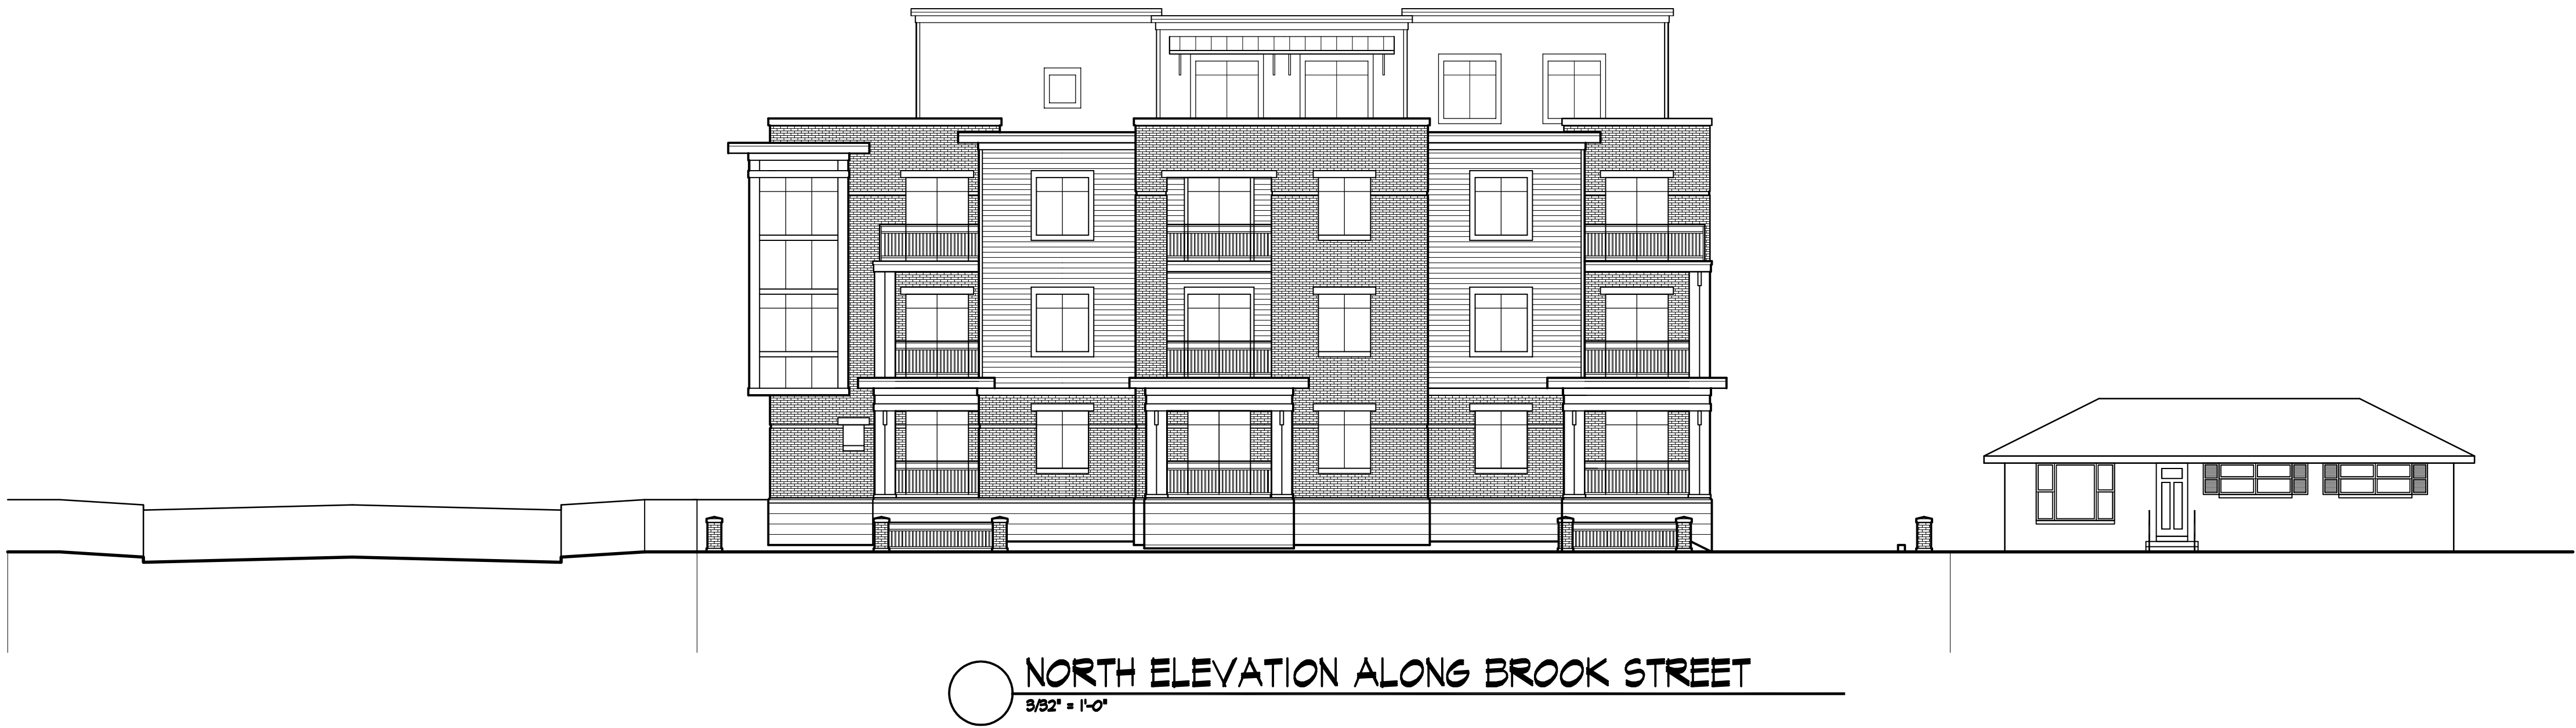 NORTH ELEVATION ALONG BROOK STREET
3/32" = 1'-0"